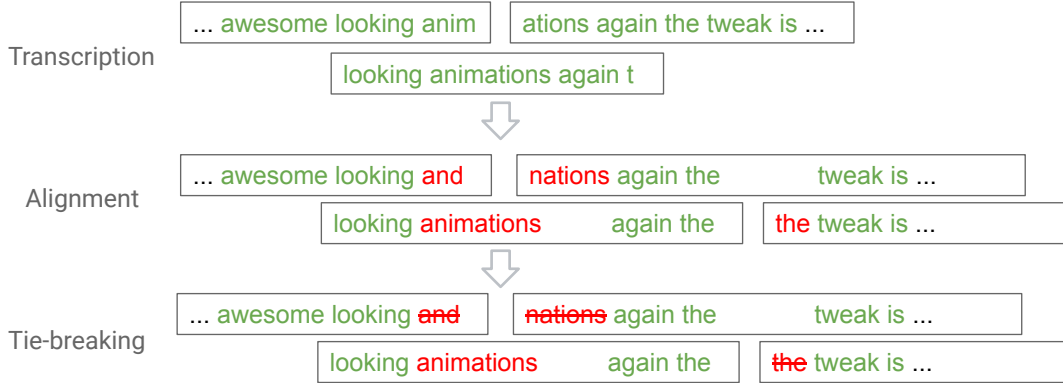 ... awesome looking anim ations again the tweak is ...
Transcription
looking animations again t
... awesome looking and nations again the tweak is ...
Alignment
looking animations again the the tweak is ...
... awesome looking and nations again the tweak is ...
Tie-breaking
looking animations again the the tweak is ...